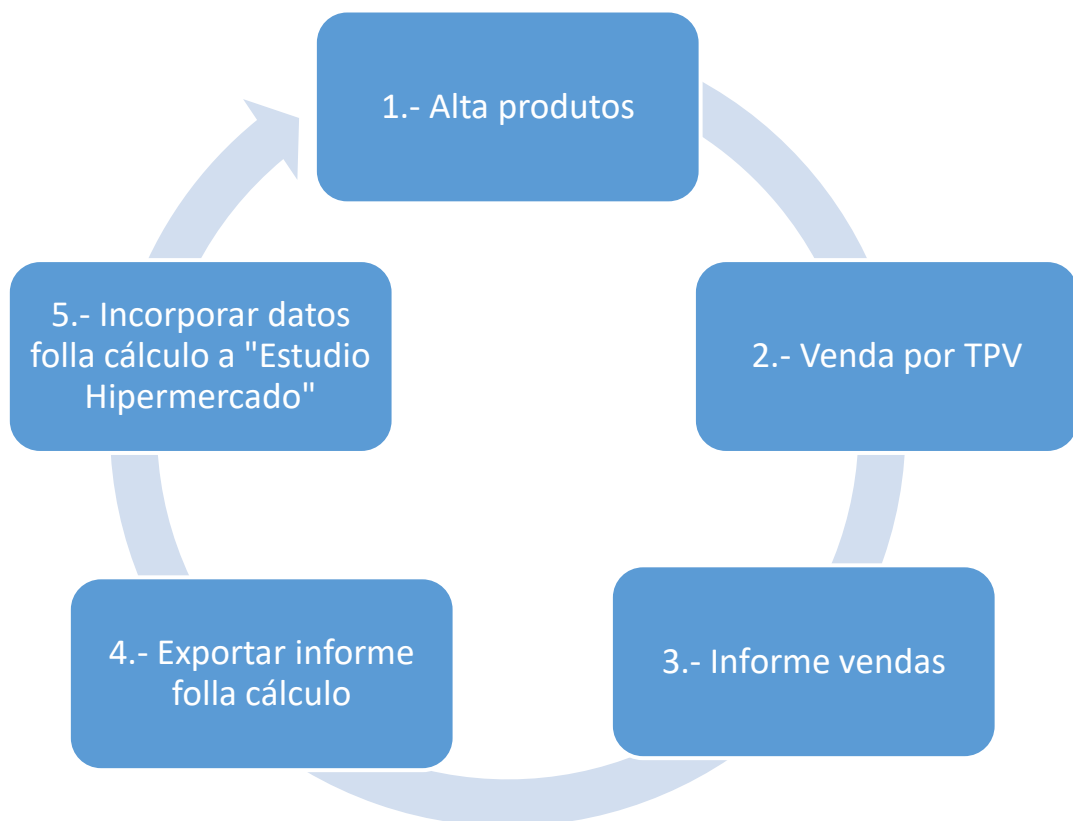 1.- Alta produtos
2.- Venda por TPV
3.- Informe vendas
4.- Exportar informe
folla cálculo
5.- Incorporar datos
folla cálculo a "Estudio
Hipermercado"